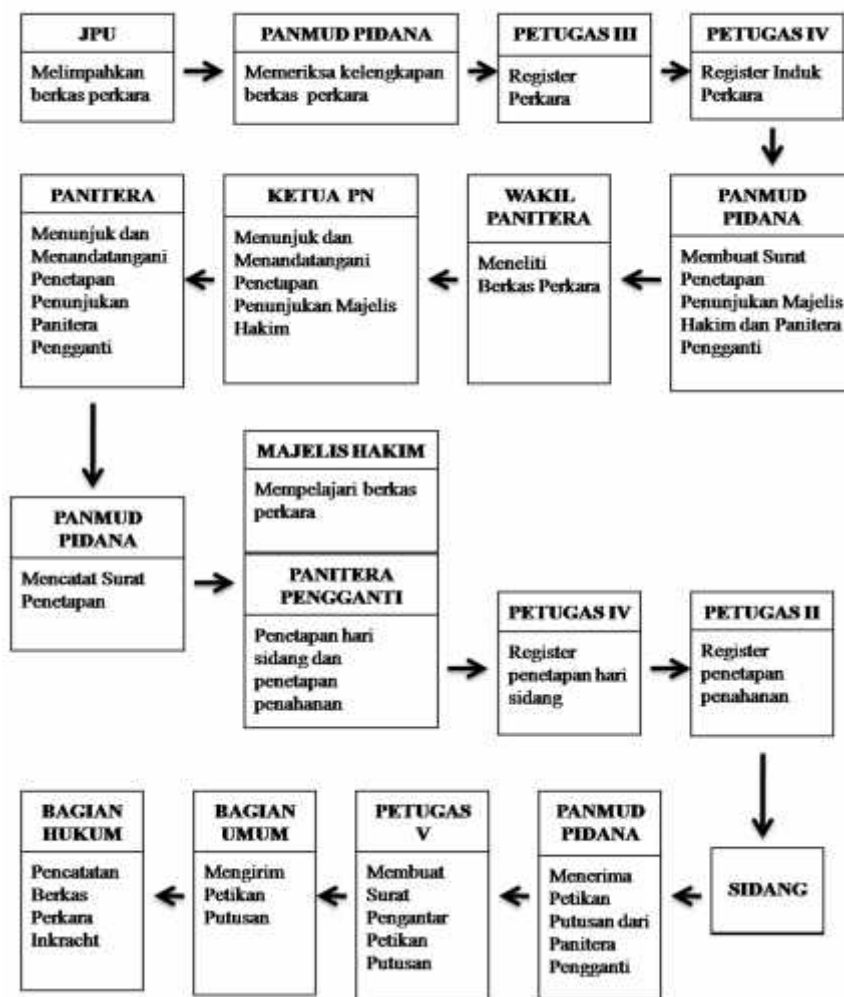 JPU
Melimpahkan
berkas perkara
PANMUD PIDANA
Memeriksa kelengkapan
berkas perkara
PETUGAS III
Register
Perkara
PETUGAS IV
Register Induk
Perkara
PANMUD
PIDANA
Membuat Surat
Penetapan
Penunjukan Majelis
Hakim dan Panitera
Pengganti
WAKIL
PANITERA
Meneliti
Berkas Perkara
KETUA PN
Menunjuk dan
Menandatangani
Penetapan
Penunjukan Majelis
Hakim
PANITERA
Menunjuk dan
Menandatangani
Penetapan
Penunjukan
Panitera
Pengganti
PANMUD
PIDANA
Mencatat Surat
Penetapan
MAJELIS HAKIM
Mempelajari berkas
perkara
PANITERA
PENGGANTI
Penetapan hari
sidang dan
penetapan
penahanan
PETUGAS IV
Register
penetapan hari
sidang
PETUGAS II
Register
penetapan
penahanan
SIDANG
PANMUD
PIDANA
Menerima
Petikan
Putusan dari
Panitera
Pengganti
PETUGAS
V
Membuat
Surat
Pengantar
Petikan
Putusan
BAGIAN
UMUM
Mengirim
Petikan
Putusan
BAGIAN
HUKUM
Pencatatan
Berkas
Perkara
Inkracht